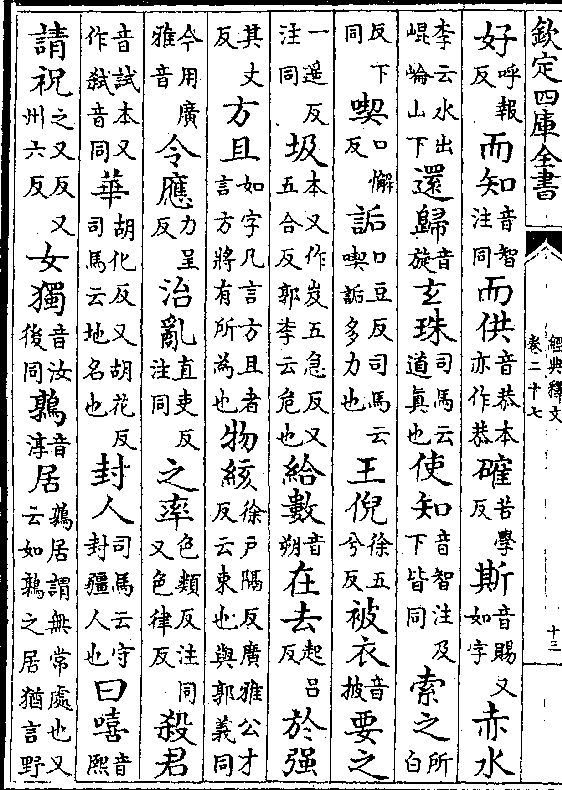 欽定四庫全書
經典釋文
卷二十七
十三
好呼報反而知音智注同而供音恭本亦作恭確苦學反斯音賜又如字赤水
李云水出崐崘山下還歸音旋玄珠司馬云道真也使知音智注及下皆同索之所白
反下同喫口懈反詬口豆反司馬云喫詬多力也王倪徐五兮反被衣音披要之
一遥反注同圾本又作岌五急反又五合反郭李云危也給數音朔在去起呂反於强
其丈反方且如字凡言方且者言方將有所為也物絯徐戶隔反廣雅公才反云束也與郭義同
今用廣雅音令應力呈反治亂直吏反注同之率色類反注同又色律反殺君
音試本又作弑音同華胡化反又胡花反司馬云地名也封人司馬云守封疆人也曰嘻音熙
請祝之又反又州六反女獨音汝後同鶉音淳居鶉居謂無常處也又云如鶉之居猶言野